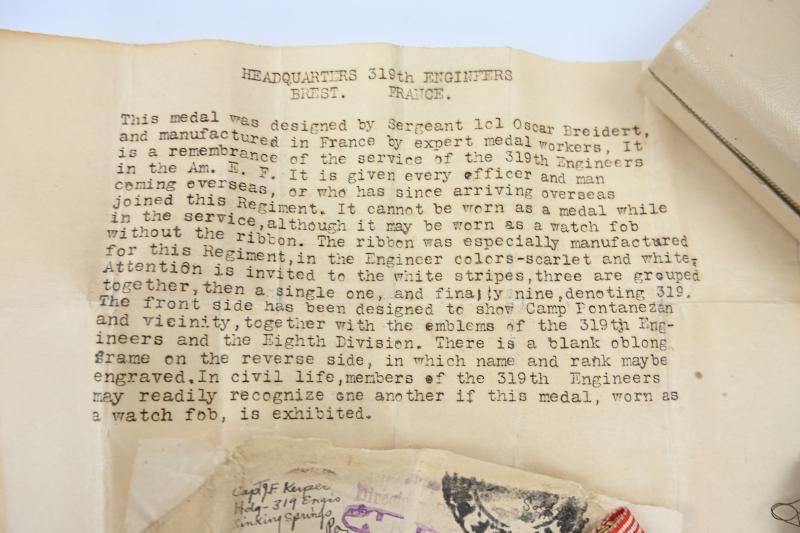 HEADQUARTERS 319th ENGINEERS
BREST. FRANCE.
This medal was designed by Sergeant 1cl Oscar Breidert,
and manufactured in France by expert medal workers, It
is a remembrance of the service of the 319th Engineers
in the Am. E. F. It is given every officer and man
coming overseas, or who has since arriving overseas
joined this Regiment. It cannot be worn as a medal while
in the service, although it may be worn as a watch fob
without the ribbon. The ribbon was especially manufactured
for this Regiment, in the Engineer colors-scarlet and white.
Attention is invited to the white stripes, three are grouped
together, then a single one, and finally nine, denoting 319.
The front side has been designed to show Camp Pontanezan
and vicinity, together with the emblems of the 319th Eng-
ineers and the Eighth Division. There is a blank oblong
frame on the reverse side, in which name and rank maybe
engraved. In civil life, members of the 319th Engineers
may readily recognize one another if this medal, worn as
a watch fob, is exhibited.
Capt JF Kerper
Hdq-319 Engrs
Sinking Springs
Pa